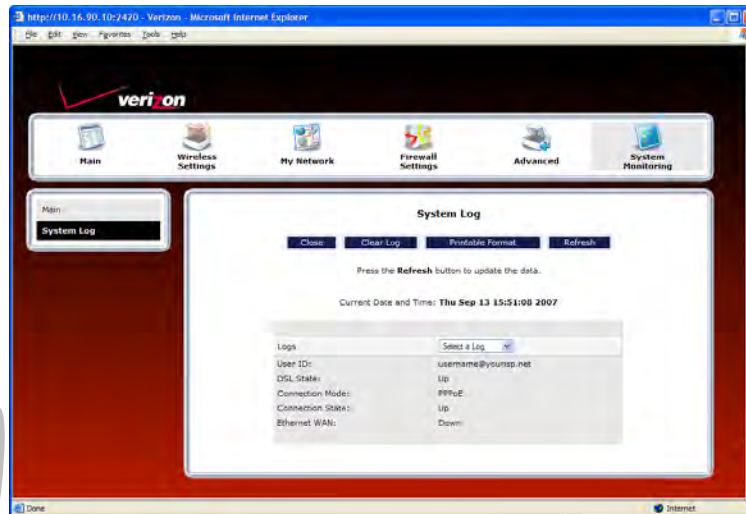 http://10.16.90.10:2420 - Verizon - Microsoft Internet Explorer
File Edit View Favorites Tools Help
verizon
Main
Wireless Settings
My Network
Firewall Settings
Advanced
System Monitoring
Main
System Log
System Log
Close Clear Log Printable Format Refresh
Press the Refresh button to update the data.
Current Date and Time: Thu Sep 13 15:51:08 2007
Logs Select a Log
User ID: username@yourisp.net
DSL State: Up
Connection Mode: PPPoE
Connection State: Up
Ethernet WAN: Down
Done Internet